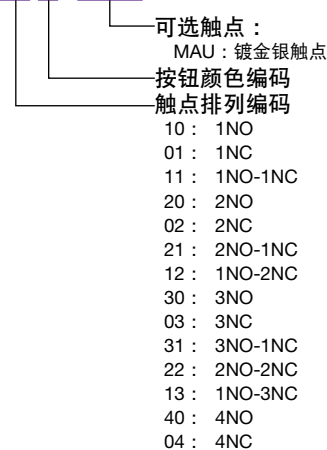 可选触点：
MAU：镀金银触点
按钮颜色编码
触点排列编码
10： 1NO
01： 1NC
11： 1NO-1NC
20： 2NO
02： 2NC
21： 2NO-1NC
12： 1NO-2NC
30： 3NO
03： 3NC
31： 3NO-1NC
22： 2NO-2NC
13： 1NO-3NC
40： 4NO
04： 4NC